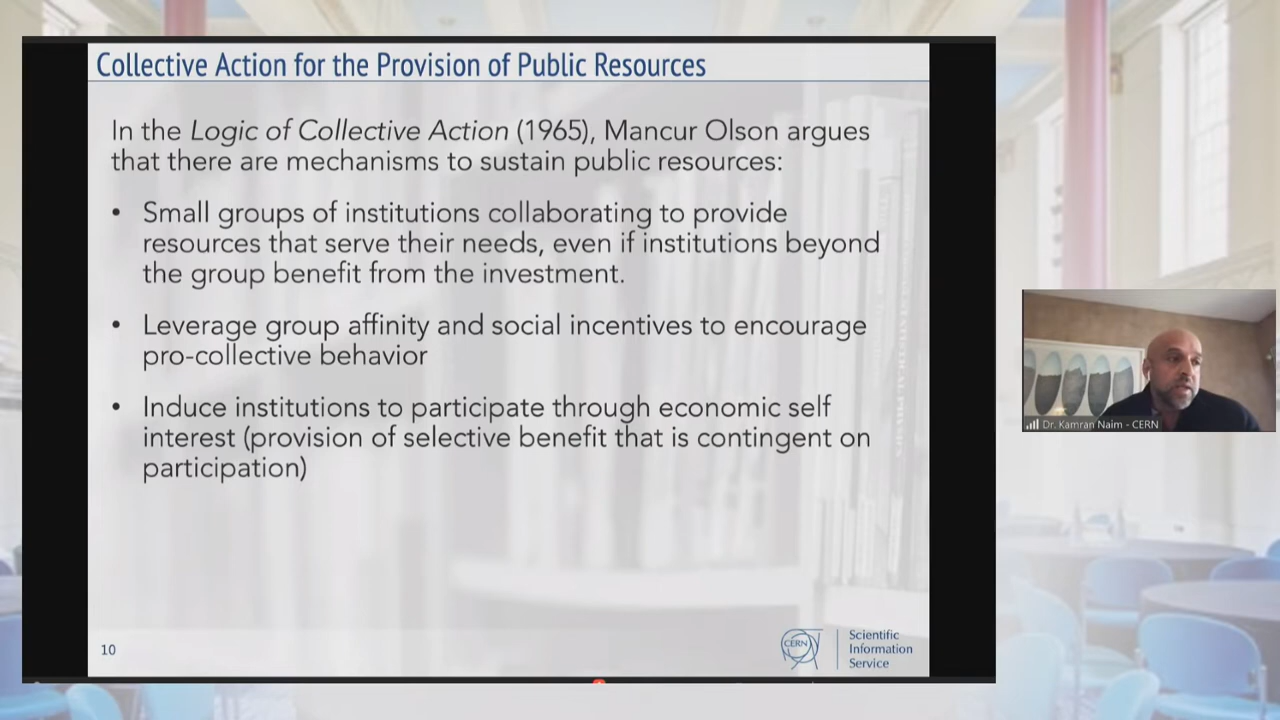 Collective Action for the Provision of Public Resources
In the Logic of Collective Action (1965), Mancur Olson argues
that there are mechanisms to sustain public resources:
• Small groups of institutions collaborating to provide
resources that serve their needs, even if institutions beyond
the group benefit from the investment.
• Leverage group affinity and social incentives to encourage
pro-collective behavior
• Induce institutions to participate through economic self
interest (provision of selective benefit that is contingent on
participation)
10
CERN
Scientific
Information
Service
Dr. Kamran Naim - CERN